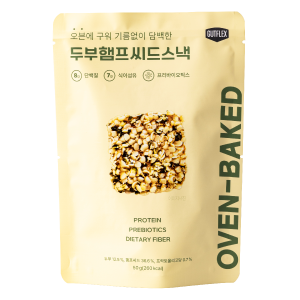 오븐에 구워 기름없이 담백한
OUTFLEX
두부햄프씨드스낵
단백질
식이섬유
프리바이오틱스
OVEN-BAKED
PROTEIN
PREBIOTICS
DIETARY FIBER